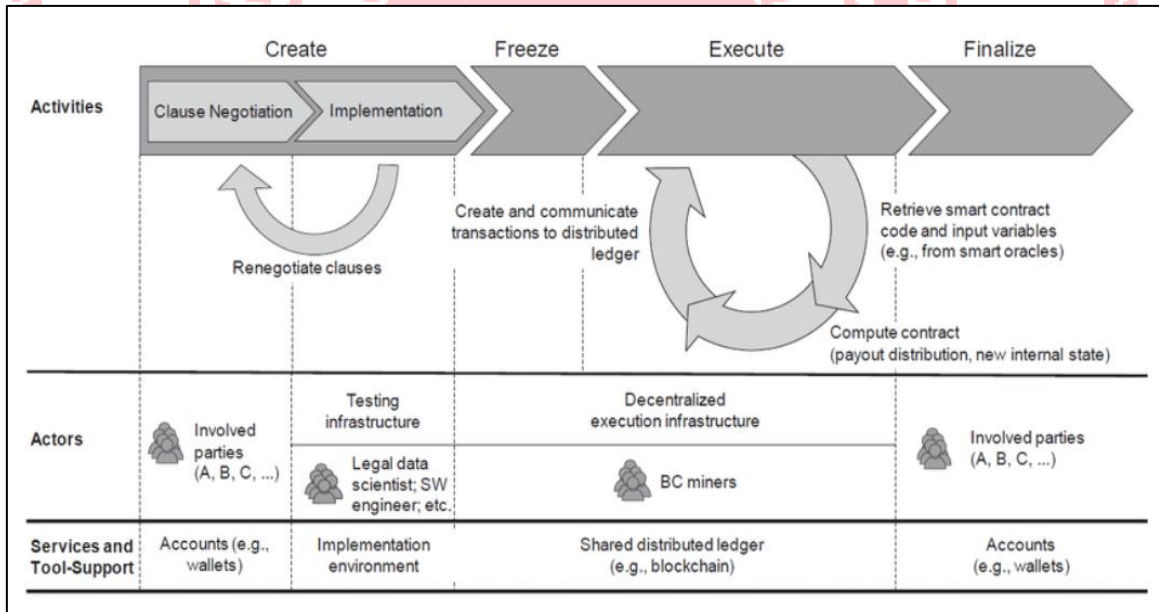 Create
Freeze
Execute
Finalize
Activities
Clause Negotiation
Implementation
Renegotiate clauses
Create and communicate
transactions to distributed
ledger
Retrieve smart contract
code and input variables
(e.g., from smart oracles)
Compute contract
(payout distribution, new internal state)
Actors
Involved
parties
(A, B, C, ...)
Testing
infrastructure
Legal data
scientist; SW
engineer; etc.
Decentralized
execution infrastructure
BC miners
Involved parties
(A, B, C, ...)
Services and
Tool-Support
Accounts (e.g.,
wallets)
Implementation
environment
Shared distributed ledger
(e.g., blockchain)
Accounts
(e.g., wallets)